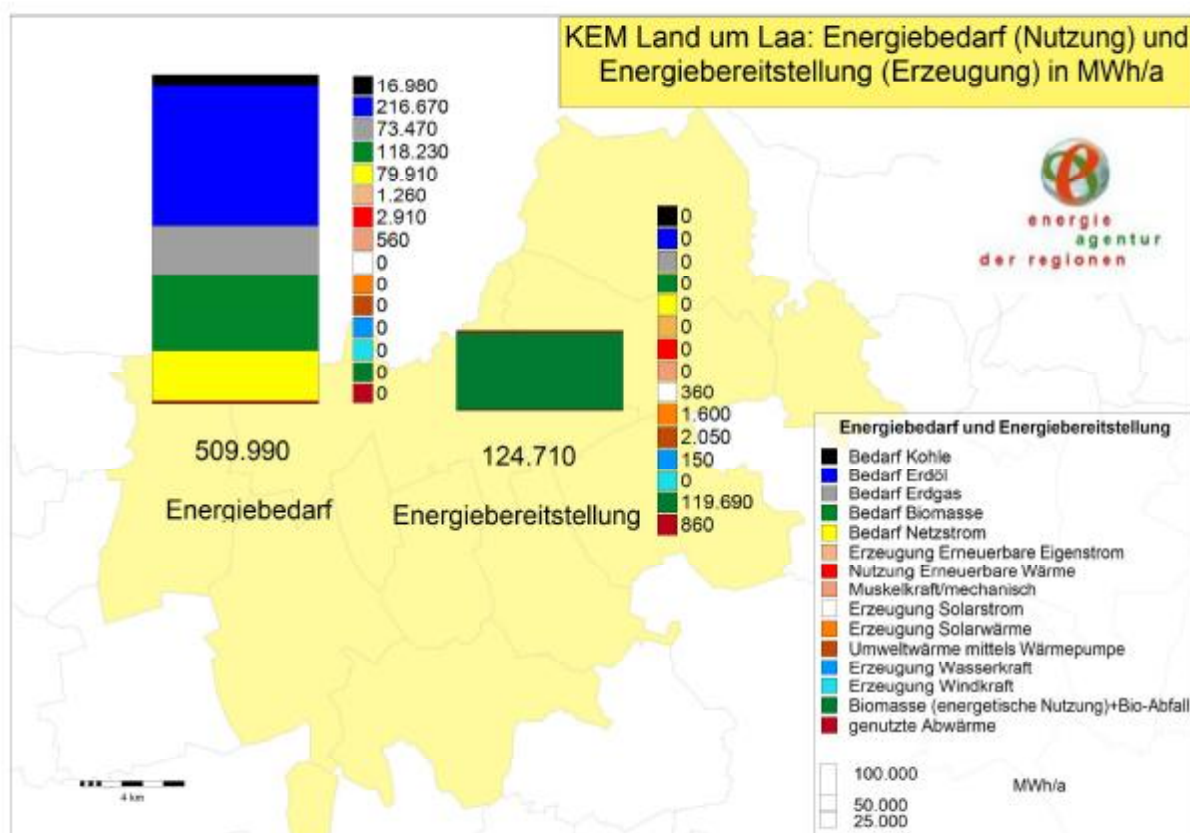 KEM Land um Laa: Energiebedarf (Nutzung) und
Energiebereitstellung (Erzeugung) in MWh/a
16.980
216.670
73.470
118.230
79.910
1.260
2.910
560
0
0
0
0
0
0
0
509.990
Energiebedarf
0
0
0
0
0
0
0
0
360
1.600
2.050
150
0
119.690
860
124.710
Energiebereitstellung
energie
agentur
der regionen
Energiebedarf und Energiebereitstellung
Bedarf Kohle
Bedarf Erdöl
Bedarf Erdgas
Bedarf Biomasse
Bedarf Netzstrom
Erzeugung Erneuerbare Eigenstrom
Nutzung Erneuerbare Wärme
Muskelkraft/mechanisch
Erzeugung Solarstrom
Erzeugung Solarwärme
Umweltwärme mittels Wärmepumpe
Erzeugung Wasserkraft
Erzeugung Windkraft
Biomasse (energetische Nutzung)+Bio-Abfall
genutzte Abwärme
100.000
MWh/a
50.000
25.000
4 km